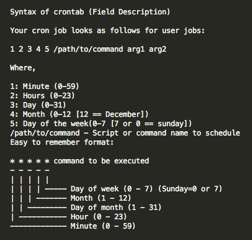 Syntax of crontab (Field Description)
Your cron job looks as follows for user jobs:
1 2 3 4 5 /path/to/command arg1 arg2
Where,
1: Minute (0-59)
2: Hours (0-23)
3: Day (0-31)
4: Month (0-12 [12 == December])
5: Day of the week(0-7 [7 or 0 == sunday])
/path/to/command - Script or command name to schedule
Easy to remember format:
* * * * * command to be executed
- - - - -
| | | | |
| | | | ----- Day of week (0 - 7) (Sunday=0 or 7)
| | | ------- Month (1 - 12)
| | --------- Day of month (1 - 31)
| ----------- Hour (0 - 23)
------------- Minute (0 - 59)